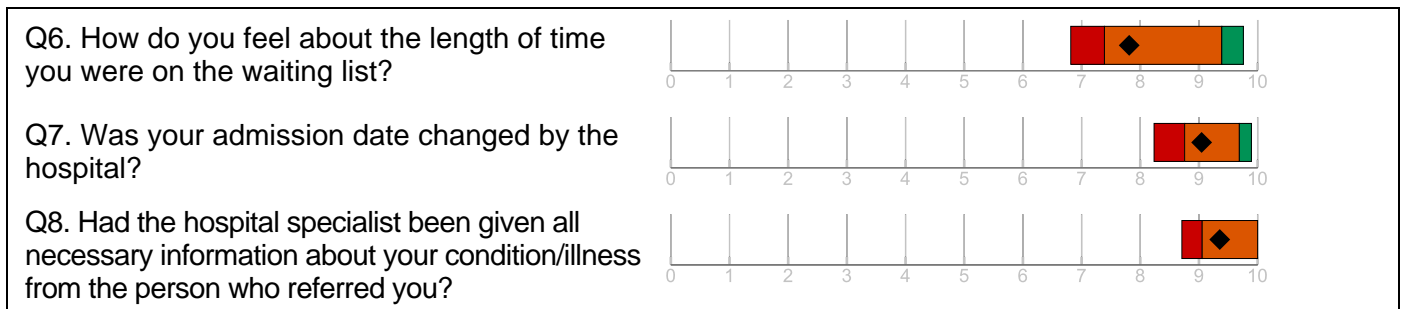 Q6. How do you feel about the length of time
you were on the waiting list?
0 1 2 3 4 5 6 7 8 9 10
Q7. Was your admission date changed by the
hospital?
0 1 2 3 4 5 6 7 8 9 10
Q8. Had the hospital specialist been given all
necessary information about your condition/illness
from the person who referred you?
0 1 2 3 4 5 6 7 8 9 10